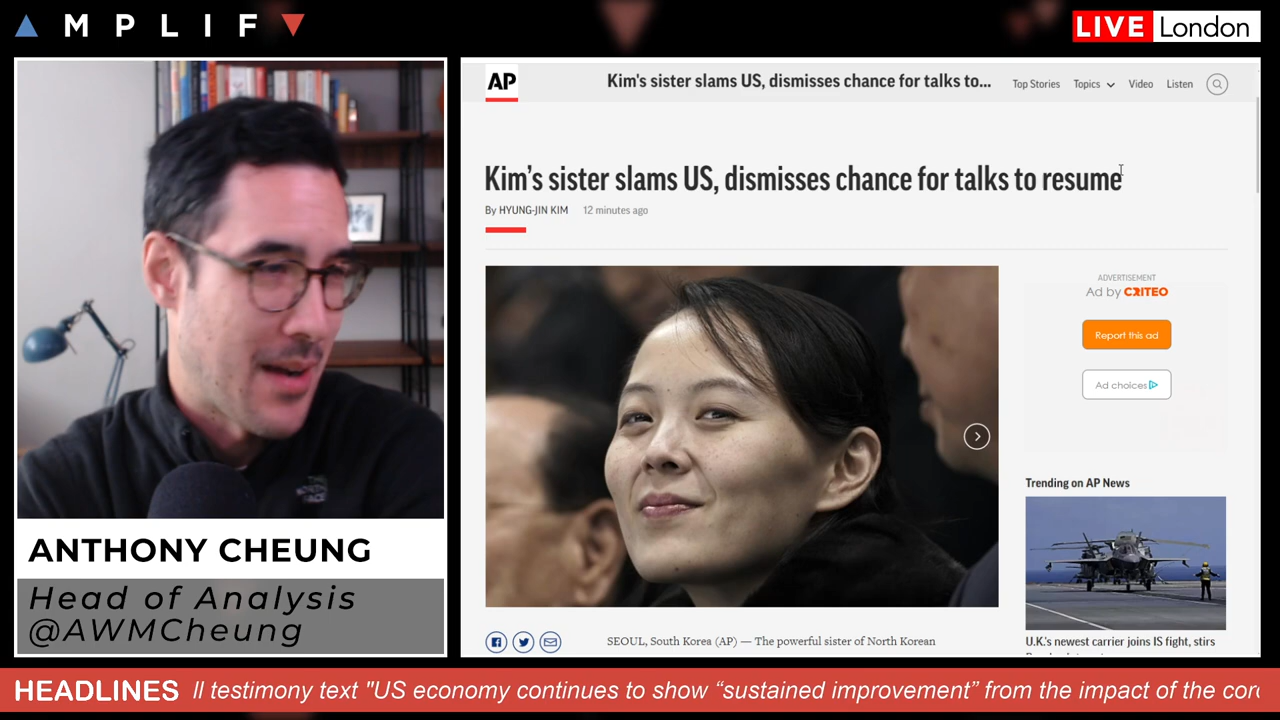 AMPLIFY
LIVE London
AP
Kim's sister slams US, dismisses chance for talks to...
Top Stories Topics Video Listen
Kim's sister slams US, dismisses chance for talks to resume
By HYUNG-JIN KIM 12 minutes ago
ADVERTISEMENT
Ad by CRITEO
Report this ad
Ad choices
Trending on AP News
U.K.'s newest carrier joins IS fight, stirs
SEOUL, South Korea (AP) — The powerful sister of North Korean
THE NORTH FACE
ANTHONY CHEUNG
Head of Analysis
@AWMCheung
HEADLINES ll testimony text "US economy continues to show “sustained improvement” from the impact of the cor